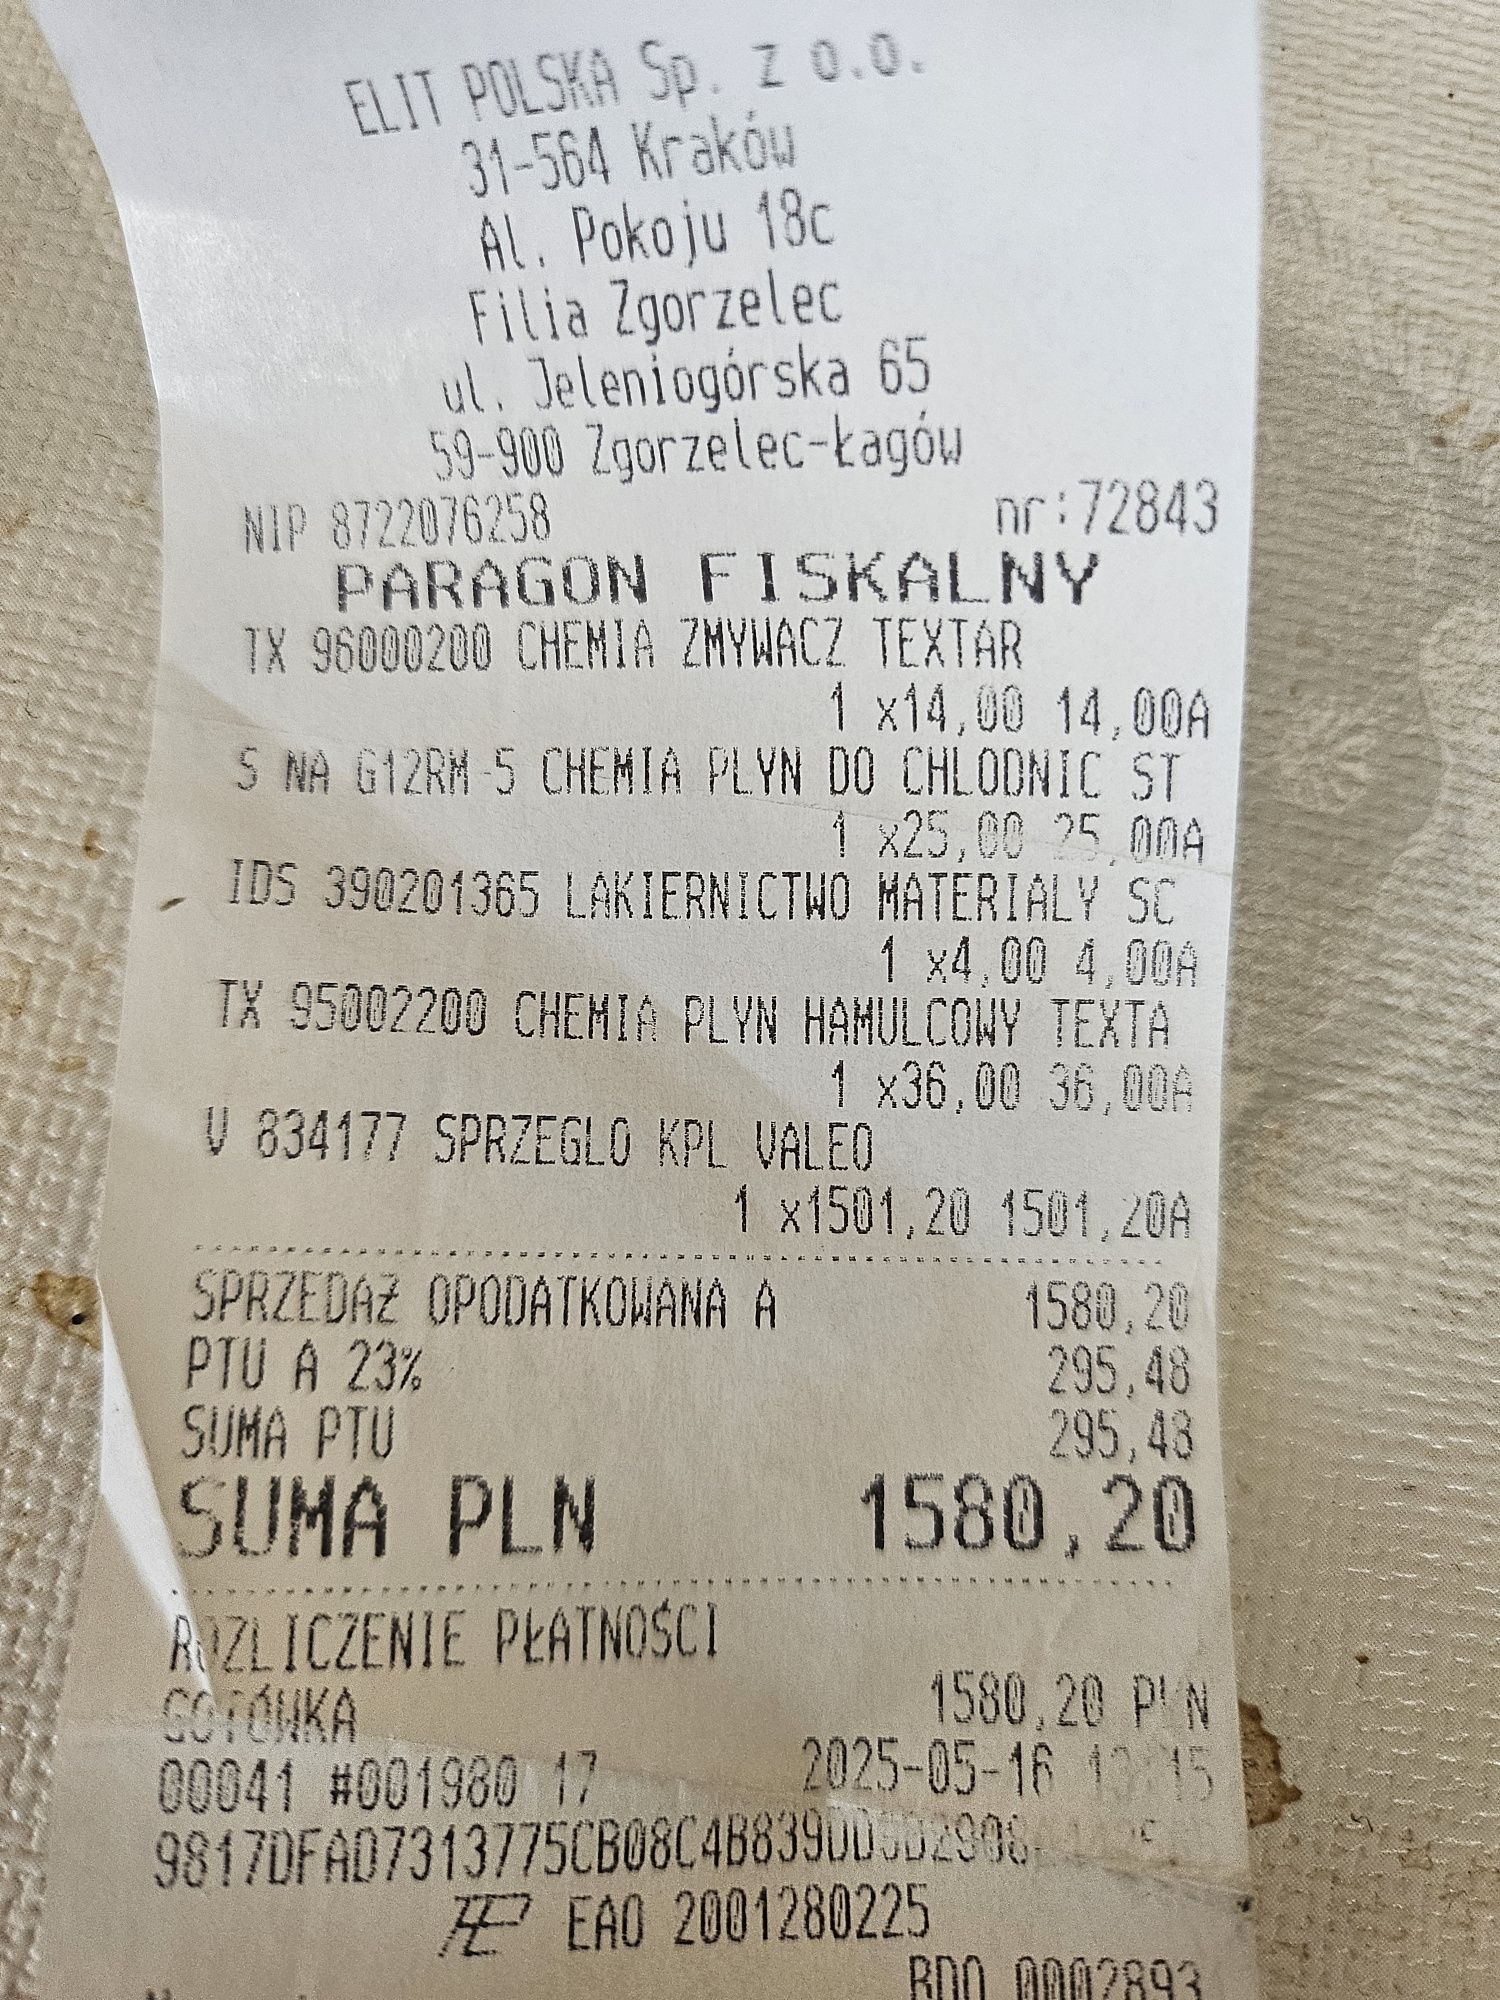 ELIT POLSKA Sp. z o.o.
31-564 Kraków
Al. Pokoju 18c
Filia Zgorzelec
ul. Jeleniogórska 65
59-900 Zgorzelec-Łagów
NIP 8722076258 nr:72843
PARAGON FISKALNY
TX 96000200 CHEMIA ZMYWACZ TEXTAR
1 x14,00 14,00A
S NA G12RM-5 CHEMIA PLYN DO CHLODNIC ST
1 x25,00 25,00A
IDS 390201365 LAKIERNICTWO MATERIALY SC
1 x4,00 4,00A
TX 95002200 CHEMIA PLYN HAMULCOWY TEXTA
1 x36,00 36,00A
V 834177 SPRZEGLO KPL VALEO
1 x1501,20 1501,20A
SPRZEDAŻ OPODATKOWANA A 1580,20
PTU A 23% 295,48
SUMA PTU 295,48
SUMA PLN 1580,20
ROZLICZENIE PŁATNOŚCI
GOTÓWKA 1580,20 PLN
00041 #001980 17 2025-05-16
EAO 2001280225
BDO 0002893